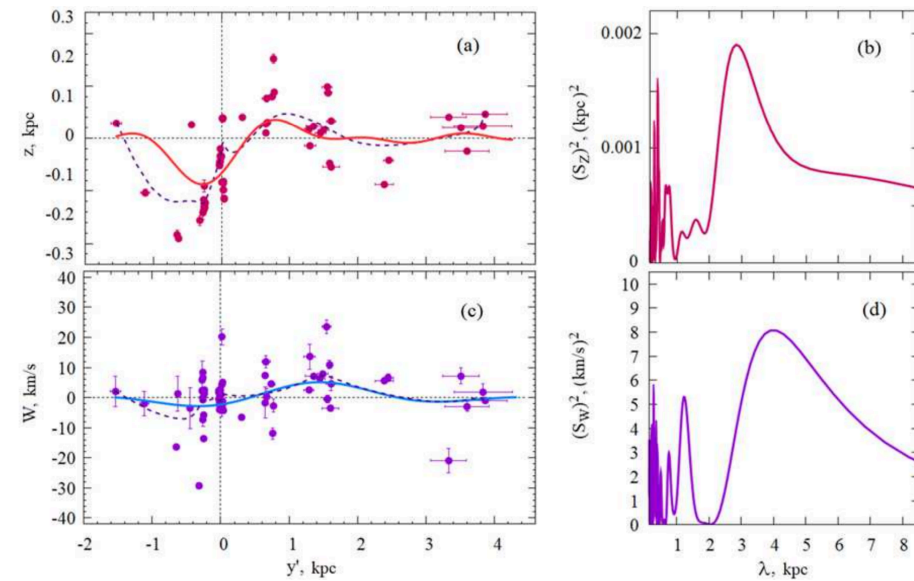 0.3
0.2
0.1
0
-0.1
-0.2
-0.3
z, kpc
(a)
40
30
20
10
0
-10
-20
-30
-40
W, km/s
(c)
-2 -1 0 1 2 3 4
y', kpc
0.002
0.001
0
(S_Z)^2, (kpc)^2
(b)
10
9
8
7
6
5
4
3
2
1
0
(S_W)^2, (km/s)^2
(d)
1 2 3 4 5 6 7 8
λ, kpc